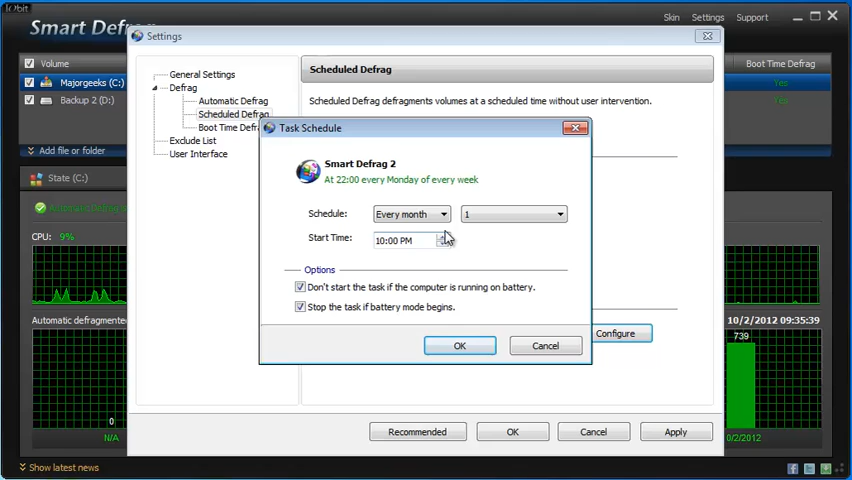 IObit
Smart Defrag
Skin Settings Support
Settings
Volume
Boot Time Defrag
Majorgeeks (C:)
Yes
Backup 2 (D:)
Yes
Add file or folder
State (C:)
CPU: 9%
Automatic defragmente
0
N/A
Show latest news
General Settings
Defrag
Automatic Defrag
Scheduled Defrag
Boot Time Defra
Exclude List
User Interface
Scheduled Defrag
Scheduled Defrag defragments volumes at a scheduled time without user intervention.
Task Schedule
Smart Defrag 2
At 22:00 every Monday of every week
Schedule: Every month 1
Start Time: 10:00 PM
Options
Don't start the task if the computer is running on battery.
Stop the task if battery mode begins.
OK Cancel
Configure
Recommended OK Cancel Apply
10/2/2012 09:35:39
739
0/2/2012